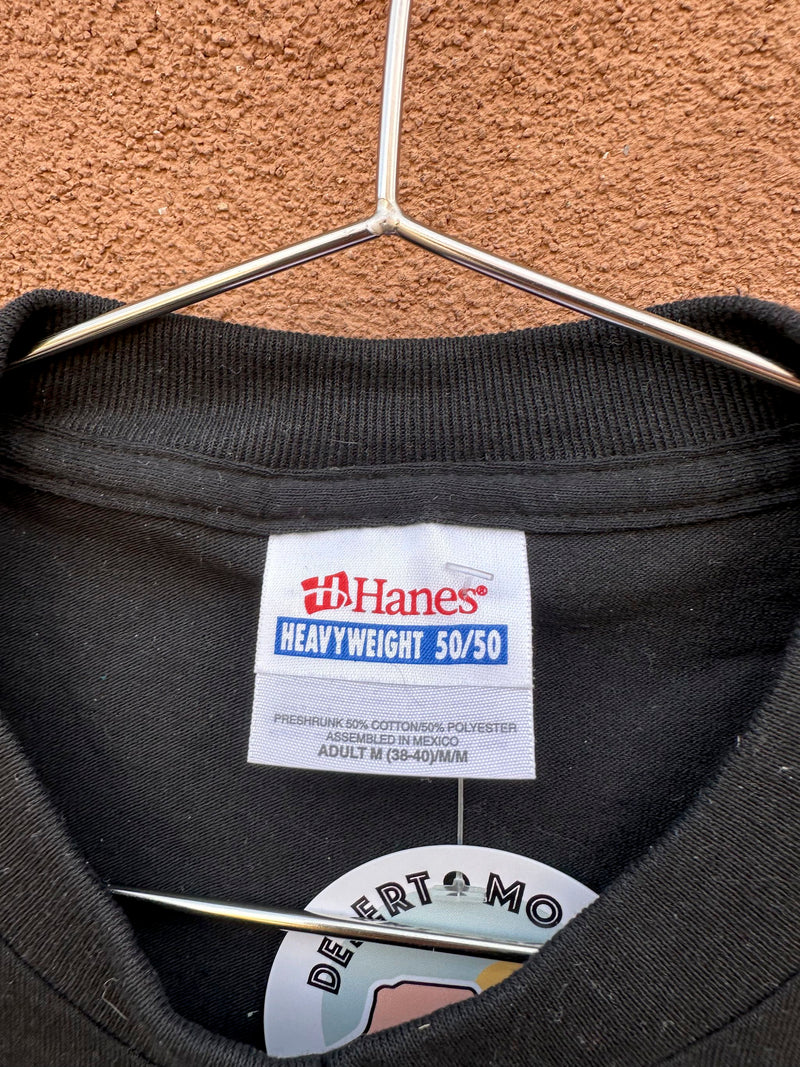 Hanes®
HEAVYWEIGHT 50/50
PRESHRUNK 50% COTTON/50% POLYESTER
ASSEMBLED IN MEXICO
ADULT M (38-40)/M/M
DESERT MO